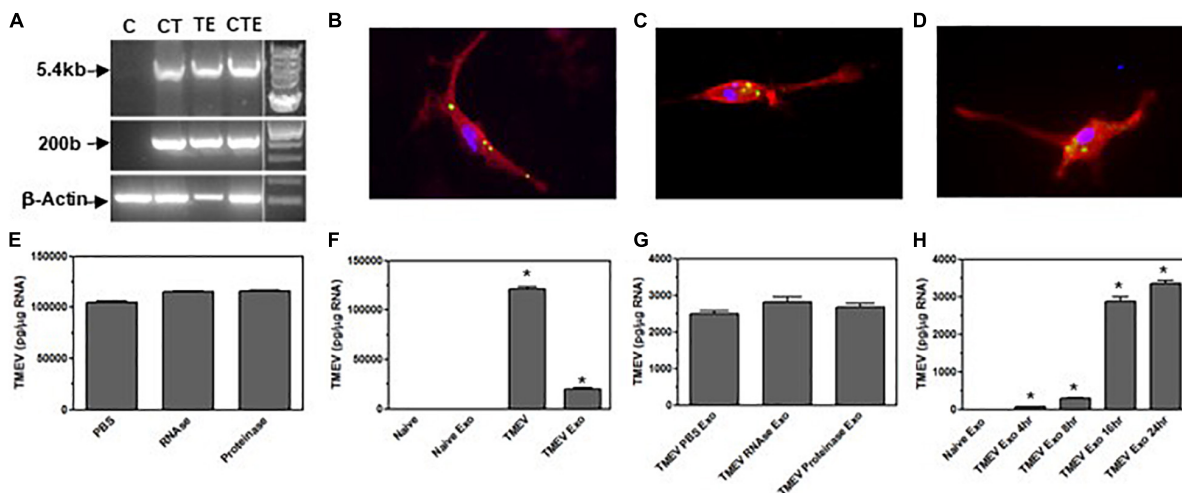 A
C CT TE CTE
5.4kb
200b
β-Actin
B
C
D
E
TMEV (pg/µg RNA)
150000
100000
50000
0
PBS
RNAse
Proteinase
F
TMEV (pg/µg RNA)
150000
125000
100000
75000
50000
25000
0
*
*
Naive
Naive Exo
TMEV
TMEV Exo
G
TMEV (pg/µg RNA)
4000
3000
2000
1000
0
TMEV PBS Exo
TMEV RNAse Exo
TMEV Proteinase Exo
H
TMEV (pg/µg RNA)
4000
3000
2000
1000
0
*
*
*
*
Naive Exo
TMEV Exo 4hr
TMEV Exo 8hr
TMEV Exo 16hr
TMEV Exo 24hr